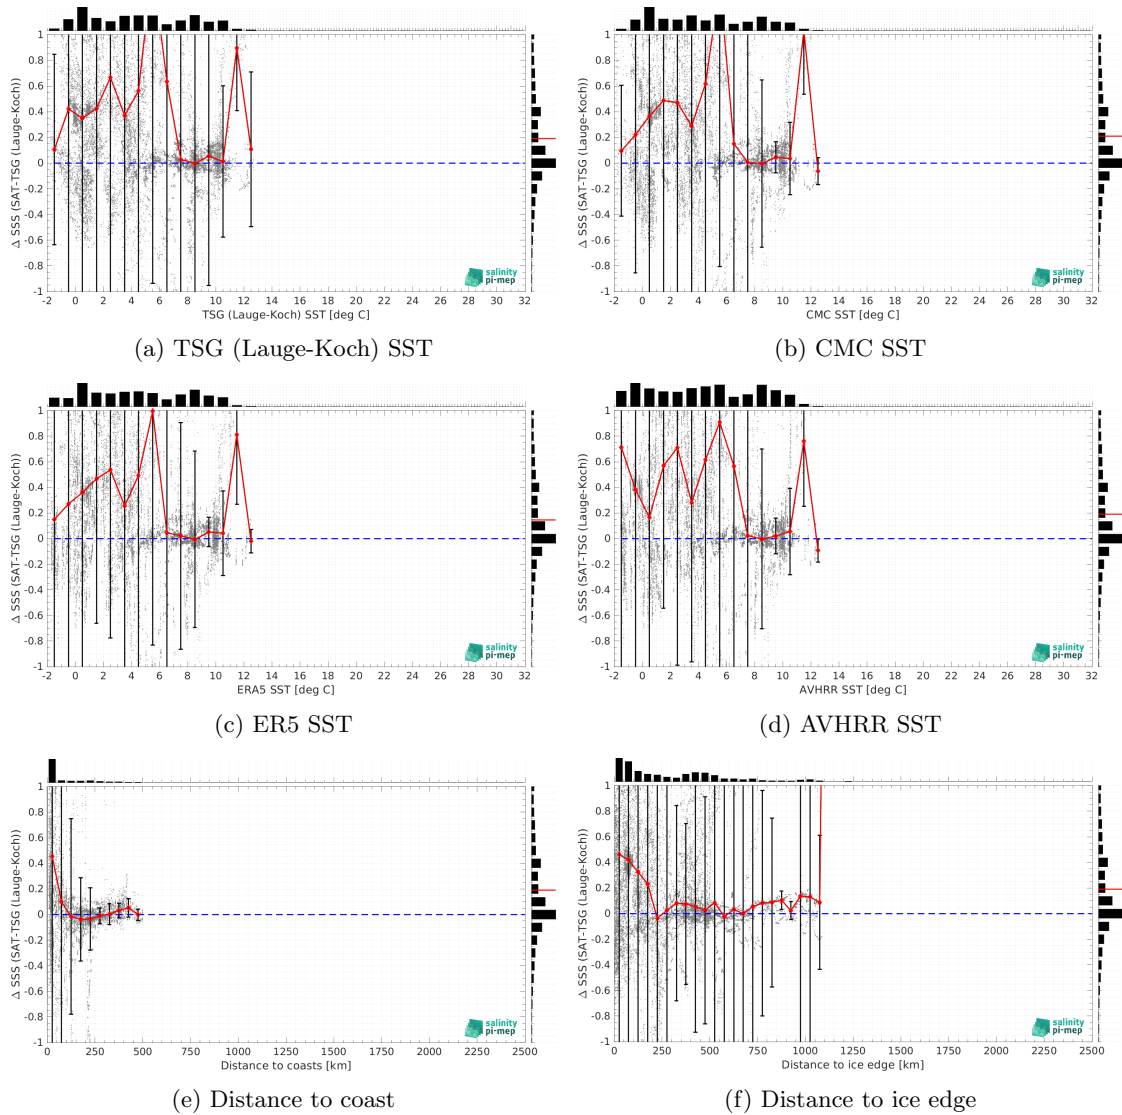 1
0.8
0.6
0.4
0.2
0
-0.2
-0.4
-0.6
-0.8
-1
Δ SSS (SAT-TSG (Lauge-Koch))
salinity
pi-mep
-2 0 2 4 6 8 10 12 14 16 18 20 22 24 26 28 30 32
TSG (Lauge-Koch) SST [deg C]
(a) TSG (Lauge-Koch) SST
1
0.8
0.6
0.4
0.2
0
-0.2
-0.4
-0.6
-0.8
-1
Δ SSS (SAT-TSG (Lauge-Koch))
salinity
pi-mep
-2 0 2 4 6 8 10 12 14 16 18 20 22 24 26 28 30 32
CMC SST [deg C]
(b) CMC SST
1
0.8
0.6
0.4
0.2
0
-0.2
-0.4
-0.6
-0.8
-1
Δ SSS (SAT-TSG (Lauge-Koch))
salinity
pi-mep
-2 0 2 4 6 8 10 12 14 16 18 20 22 24 26 28 30 32
ERA5 SST [deg C]
(c) ER5 SST
1
0.8
0.6
0.4
0.2
0
-0.2
-0.4
-0.6
-0.8
-1
Δ SSS (SAT-TSG (Lauge-Koch))
salinity
pi-mep
-2 0 2 4 6 8 10 12 14 16 18 20 22 24 26 28 30 32
AVHRR SST [deg C]
(d) AVHRR SST
1
0.8
0.6
0.4
0.2
0
-0.2
-0.4
-0.6
-0.8
-1
Δ SSS (SAT-TSG (Lauge-Koch))
salinity
pi-mep
0 250 500 750 1000 1250 1500 1750 2000 2250 2500
Distance to coasts [km]
(e) Distance to coast
1
0.8
0.6
0.4
0.2
0
-0.2
-0.4
-0.6
-0.8
-1
Δ SSS (SAT-TSG (Lauge-Koch))
salinity
pi-mep
0 250 500 750 1000 1250 1500 1750 2000 2250 2500
Distance to ice edge [km]
(f) Distance to ice edge